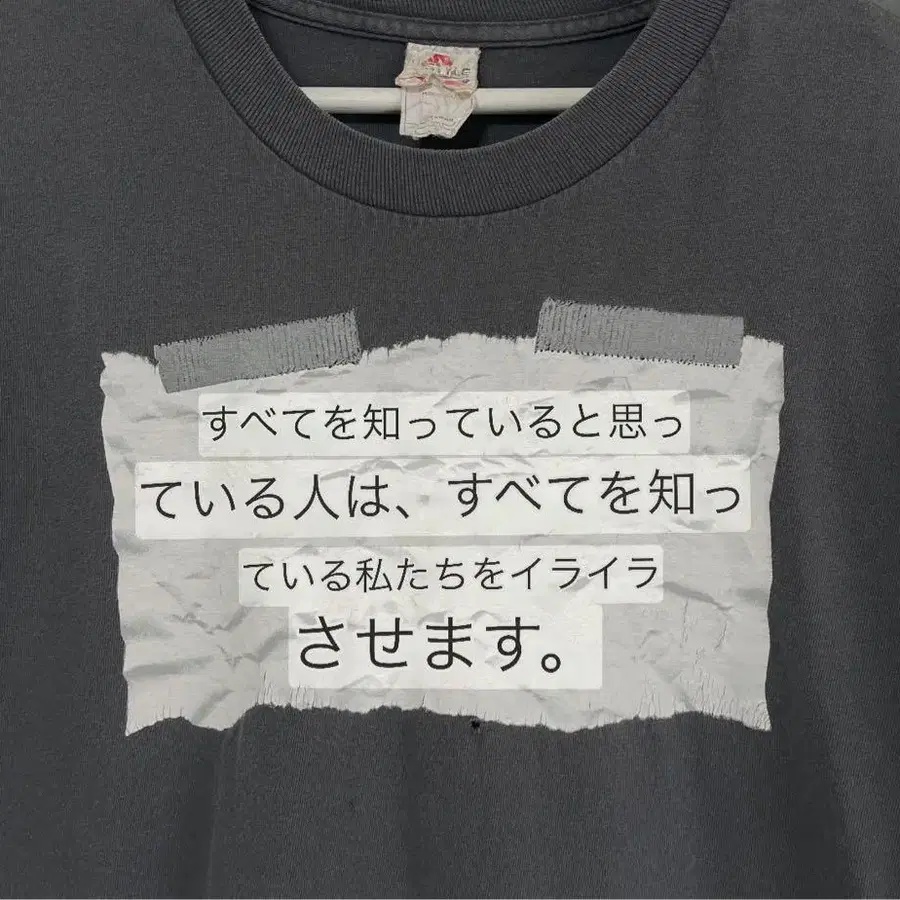 すべてを知っていると思っ
ている人は、すべてを知っ
ている私たちをイライラ
させます。